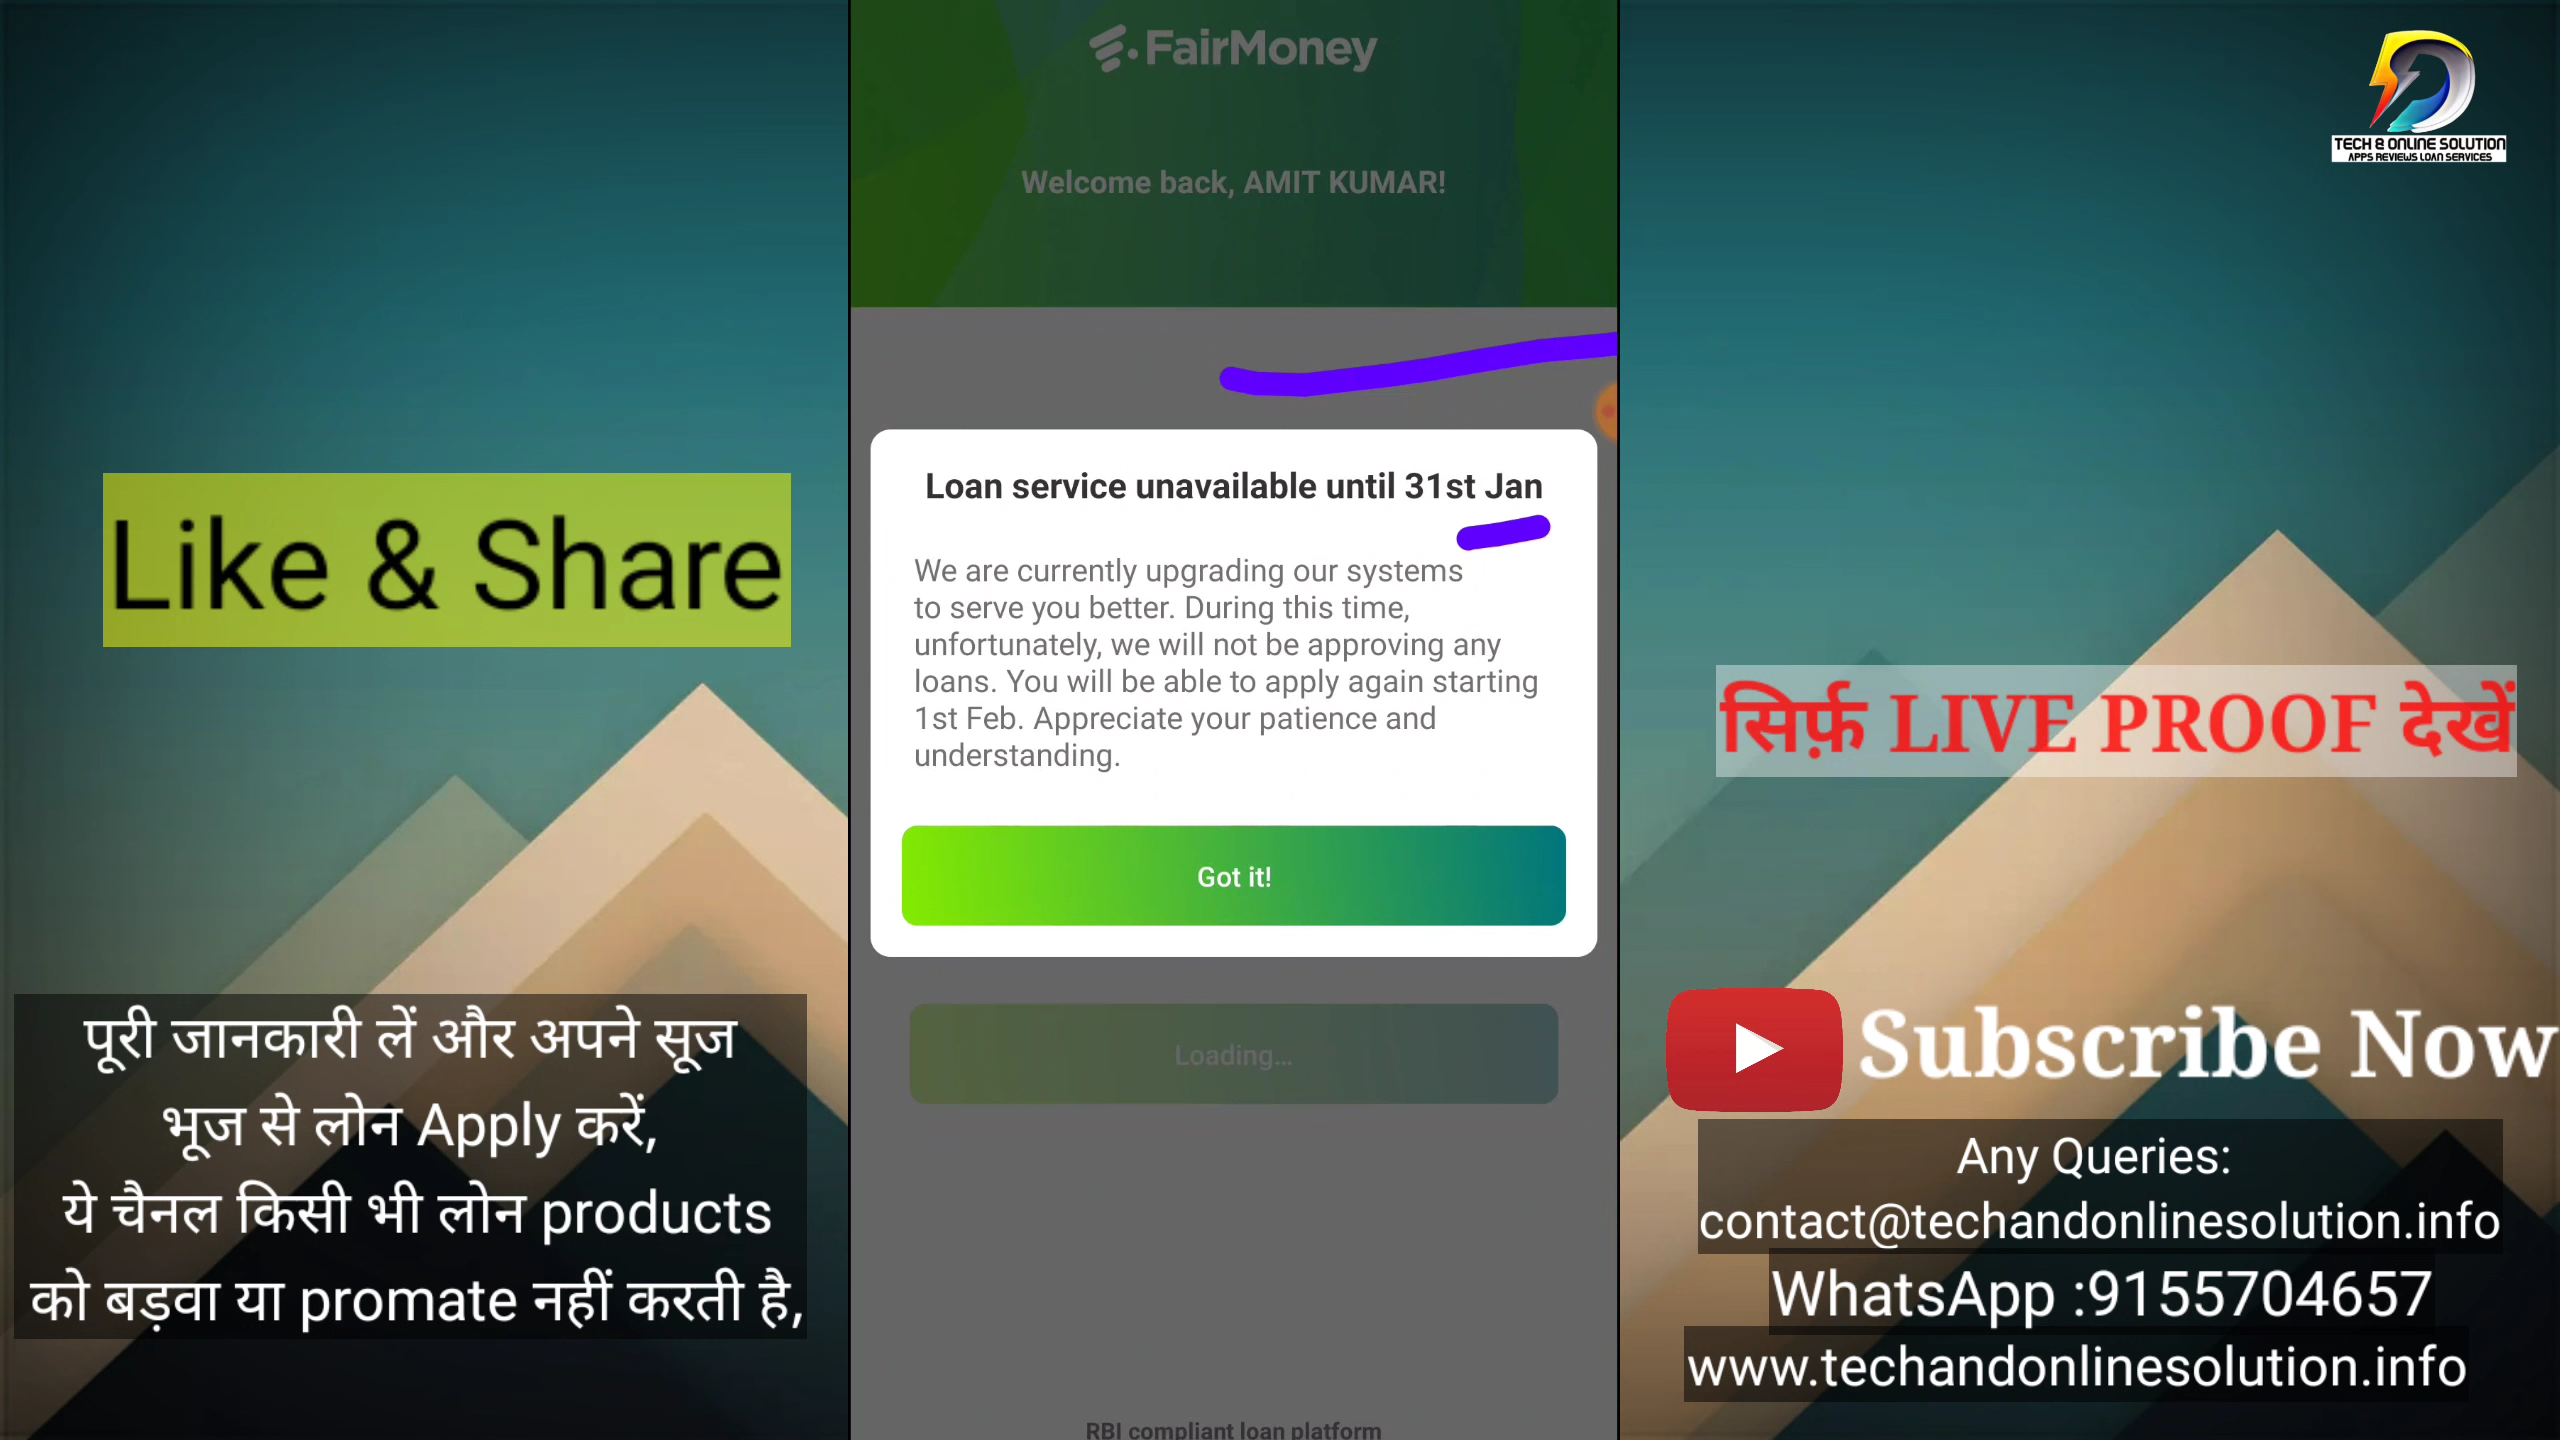 FairMoney
Welcome back, AMIT KUMAR!
TECH & ONLINE SOLUTION
APPS REVIEWS LOAN SERVICES
Like & Share
Loan service unavailable until 31st Jan
We are currently upgrading our systems
to serve you better. During this time,
unfortunately, we will not be approving any
loans. You will be able to apply again starting
1st Feb. Appreciate your patience and
understanding.
Got it!
Loading...
RBI compliant loan platform
पूरी जानकारी लें और अपने सूज
भूज से लोन Apply करें,
ये चैनल किसी भी लोन products
को बड़वा या promate नहीं करती है,
सिर्फ़ LIVE PROOF देखें
Subscribe Now
Any Queries:
contact@techandonlinesolution.info
WhatsApp :9155704657
www.techandonlinesolution.info